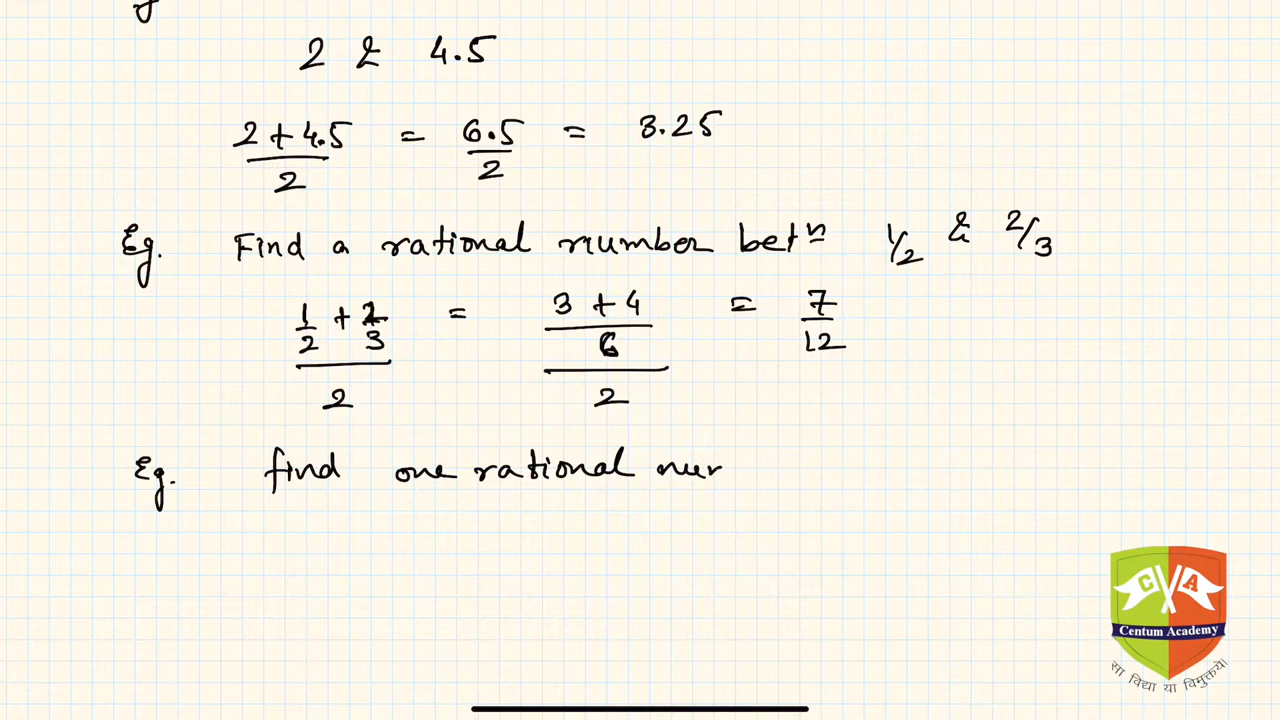 2 & 4.5
2 + 4.5 = 6.5 = 3.25
2 2
Eg. Find a rational number betn 1/2 & 2/3
1/2 + 2/3 = 3 + 4 = 7
6 12
2 2
Eg. find one rational nur
C A
Centum Academy
सा विद्या या विमुक्तये।